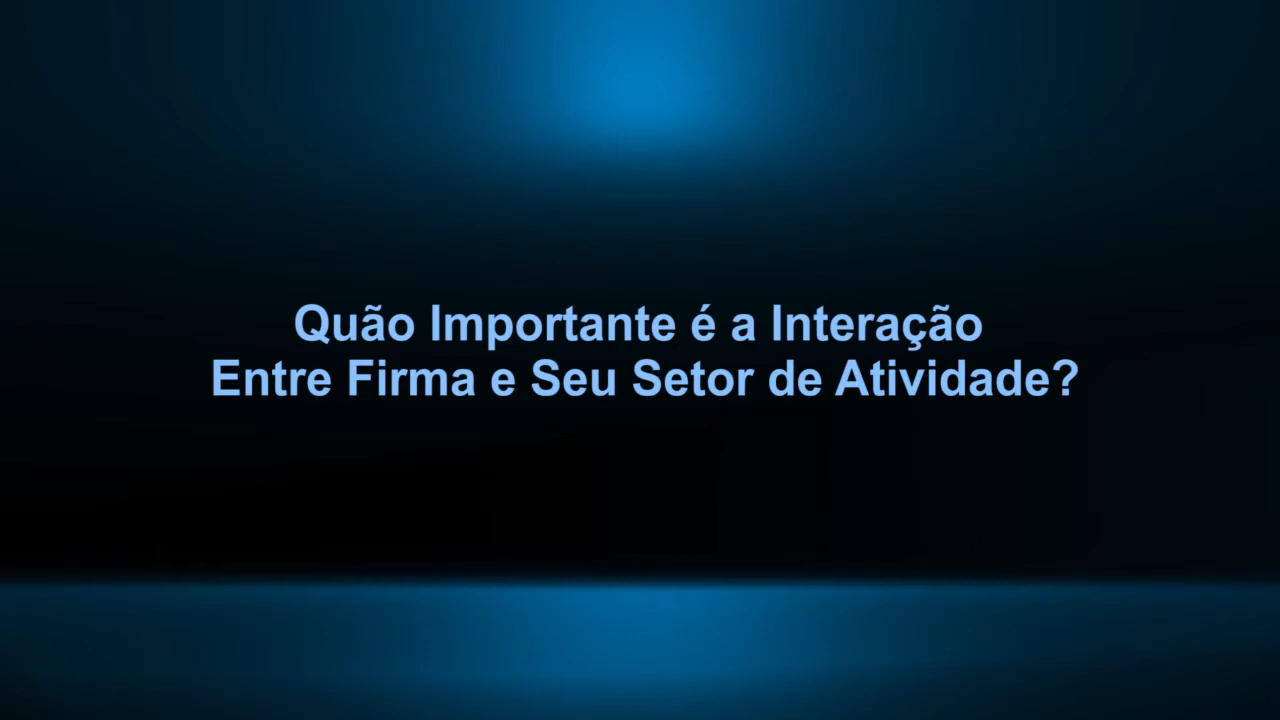 Quão Importante é a Interação
Entre Firma e Seu Setor de Atividade?